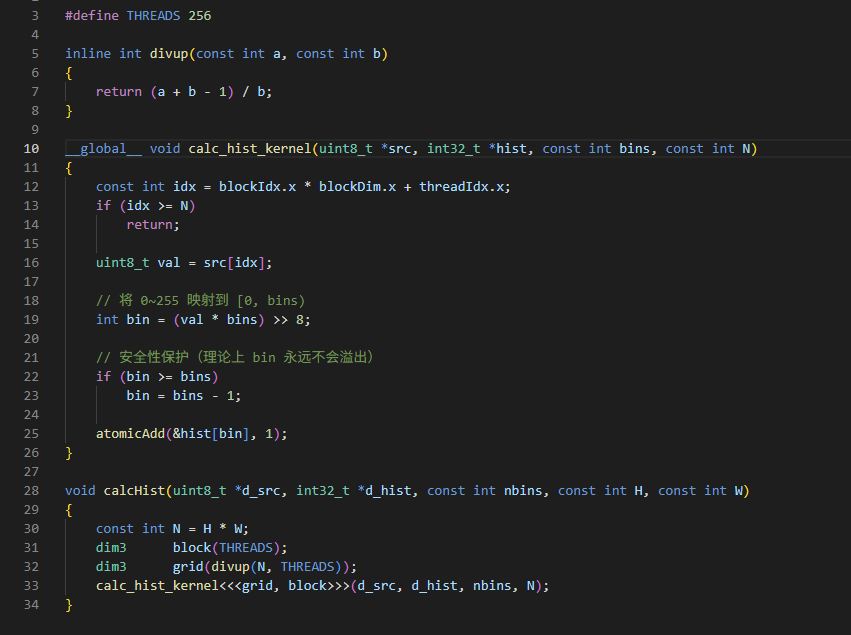 3 #define THREADS 256
4
5 inline int divup(const int a, const int b)
6 {
7     return (a + b - 1) / b;
8 }
9
10 __global__ void calc_hist_kernel(uint8_t *src, int32_t *hist, const int bins, const int N)
11 {
12     const int idx = blockIdx.x * blockDim.x + threadIdx.x;
13     if (idx >= N)
14         return;
15
16     uint8_t val = src[idx];
17
18     // 将 0~255 映射到 [0, bins)
19     int bin = (val * bins) >> 8;
20
21     // 安全性保护（理论上 bin 永远不会溢出）
22     if (bin >= bins)
23         bin = bins - 1;
24
25     atomicAdd(&hist[bin], 1);
26 }
27
28 void calcHist(uint8_t *d_src, int32_t *d_hist, const int nbins, const int H, const int W)
29 {
30     const int N = H * W;
31     dim3      block(THREADS);
32     dim3      grid(divup(N, THREADS));
33     calc_hist_kernel<<<grid, block>>>(d_src, d_hist, nbins, N);
34 }